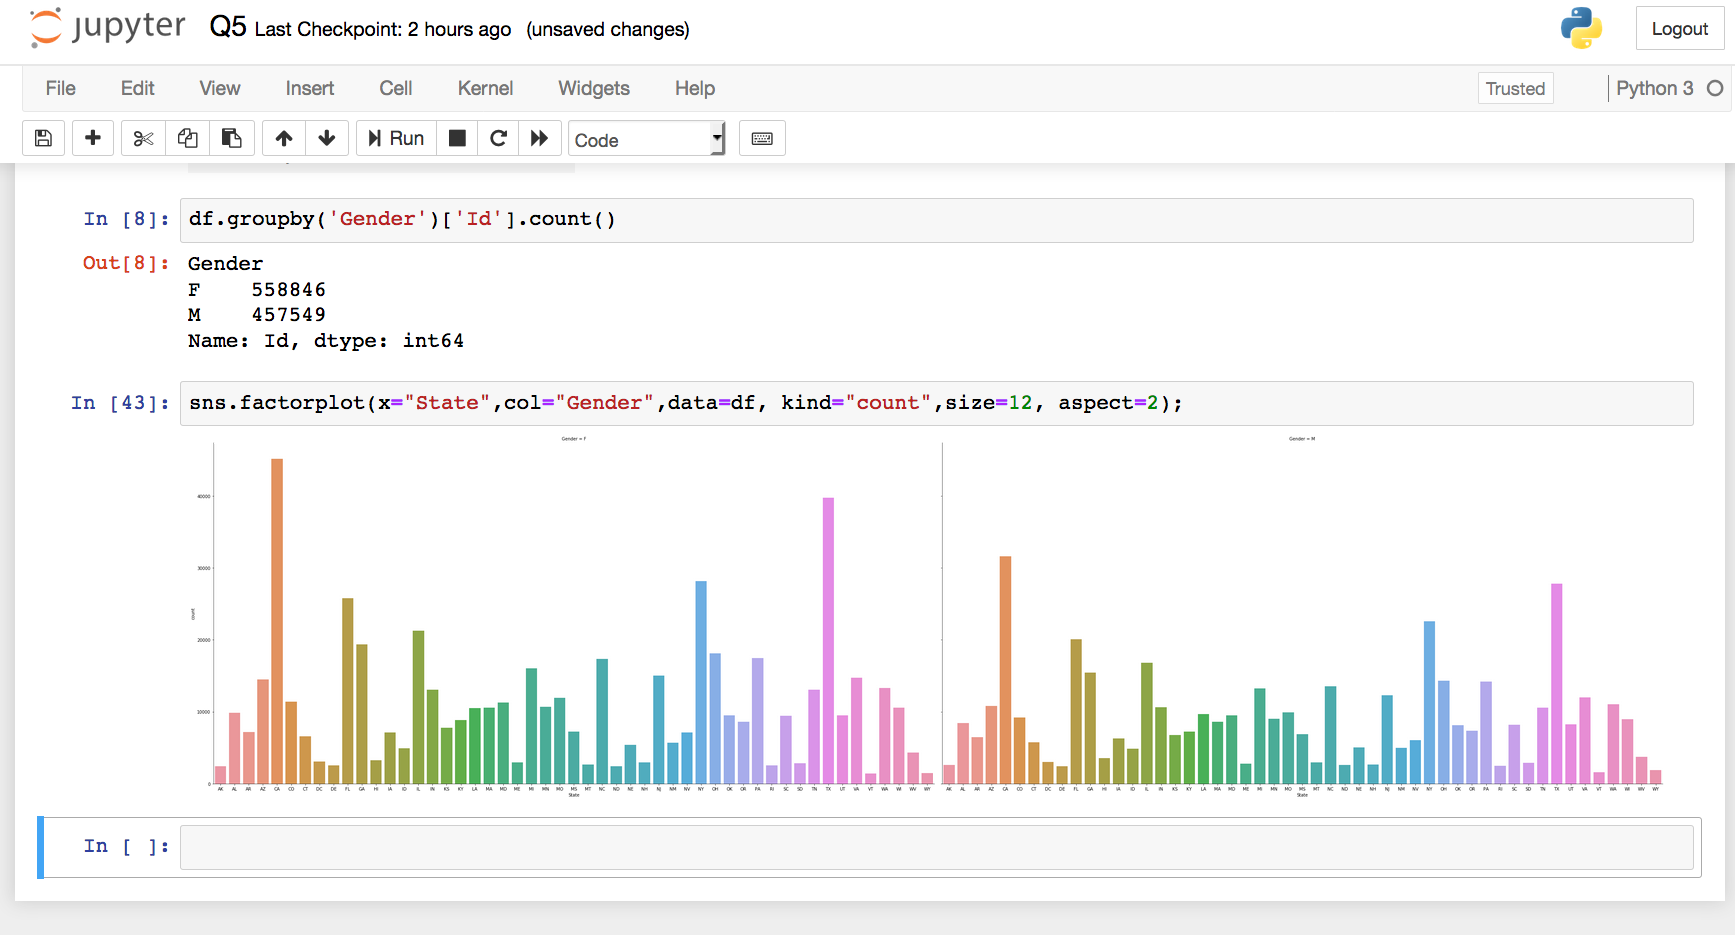 jupyter Q5 Last Checkpoint: 2 hours ago (unsaved changes) Logout
File Edit View Insert Cell Kernel Widgets Help Trusted Python 3
Run Code
In [8]: df.groupby('Gender')['Id'].count()
Out[8]: Gender
F 558846
M 457549
Name: Id, dtype: int64
In [43]: sns.factorplot(x="State",col="Gender",data=df, kind="count",size=12, aspect=2);
Gender = F Gender = M
40000
30000
count
20000
10000
0
AK AL AR AZ CA CO CT DC DE FL GA HI IA ID IL IN KS KY LA MA MD ME MI MN MO MS MT NC ND NE NH NJ NM NV NY OH OK OR PA RI SC SD TN TX UT VA VT WA WI WV WY
AK AL AR AZ CA CO CT DC DE FL GA HI IA ID IL IN KS KY LA MA MD ME MI MN MO MS MT NC ND NE NH NJ NM NV NY OH OK OR PA RI SC SD TN TX UT VA VT WA WI WV WY
State State
In [ ]: